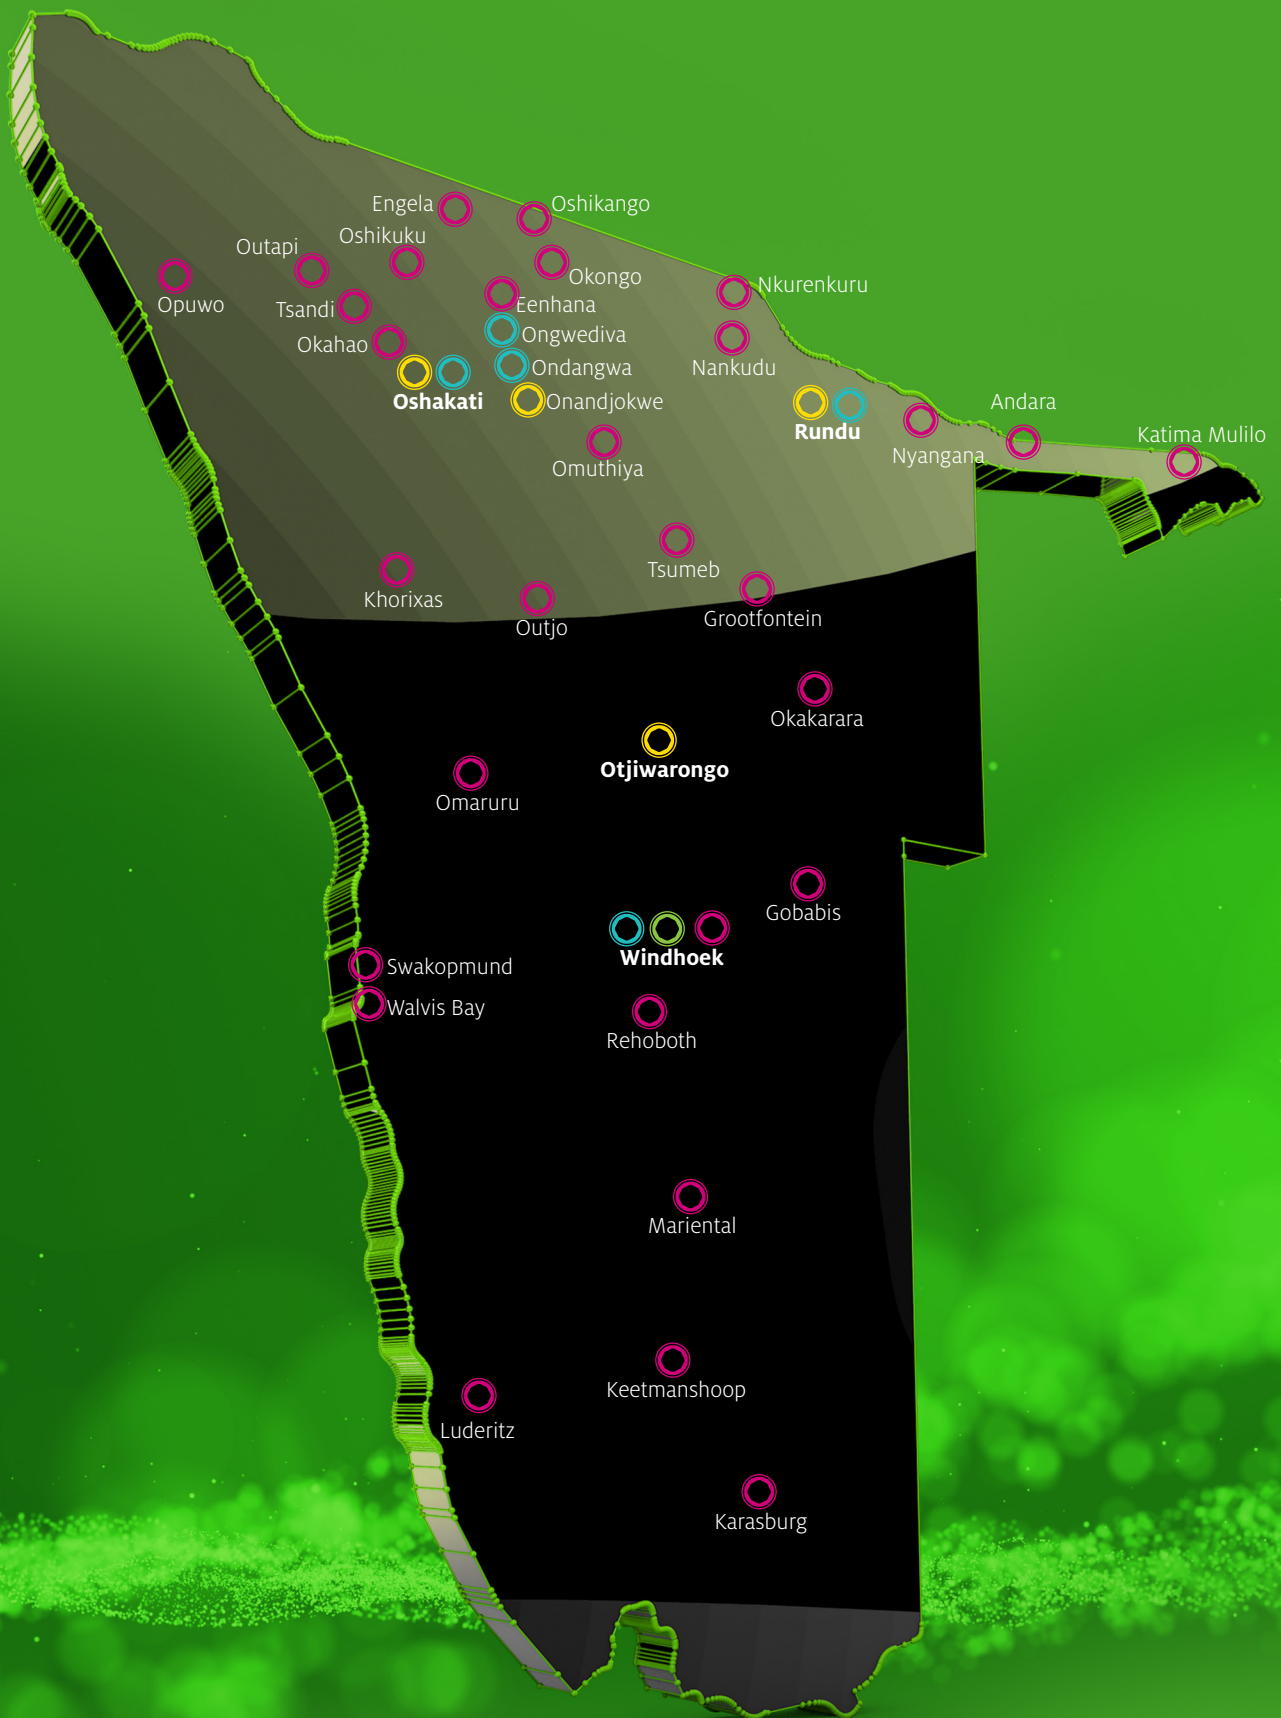 Engela
Oshikango
Oshikuku
Outapi
Okongo
Nkurenkuru
Opuwo
Eenhana
Tsandi
Ongwediva
Okahao
Ondangwa
Nankudu
Oshakati
Onandjokwe
Andara
Rundu
Katima Mulilo
Nyangana
Omuthiya
Tsumeb
Khorixas
Grootfontein
Outjo
Okakarara
Otjiwarongo
Omaruru
Gobabis
Windhoek
Swakopmund
Walvis Bay
Rehoboth
Mariental
Keetmanshoop
Luderitz
Karasburg